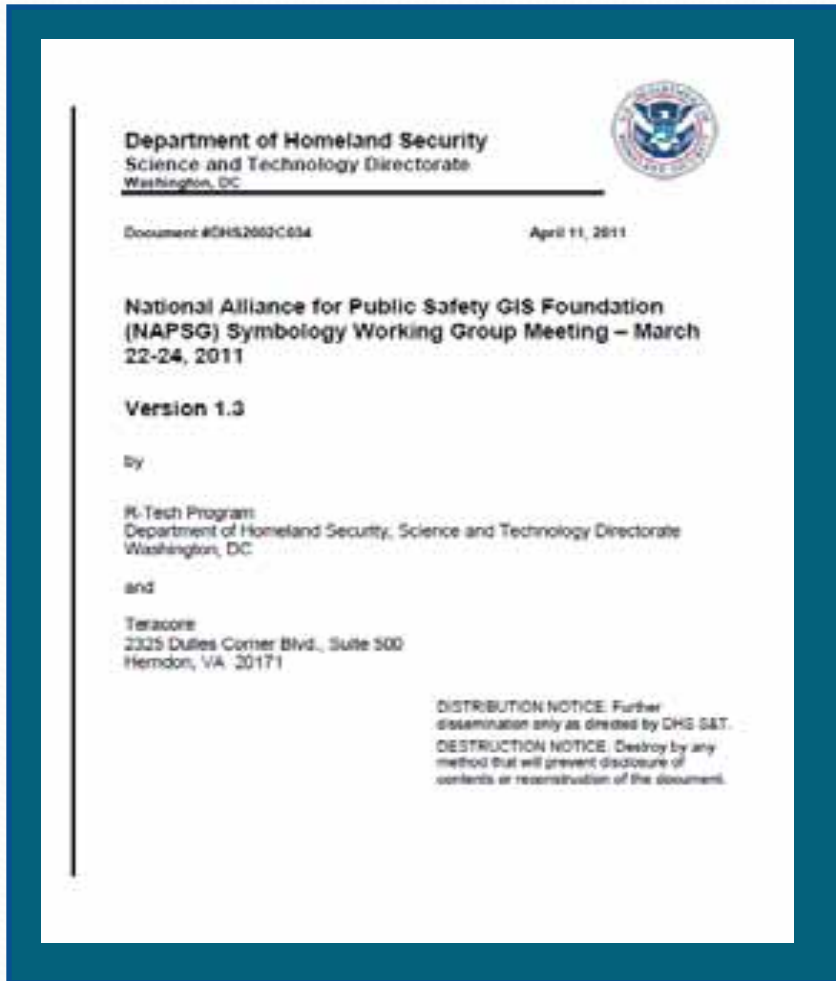 Department of Homeland Security
Science and Technology Directorate
Washington, DC
Document #DHS2002C034
April 11, 2011
National Alliance for Public Safety GIS Foundation
(NAPSG) Symbology Working Group Meeting – March
22-24, 2011
Version 1.3
by
R-Tech Program
Department of Homeland Security, Science and Technology Directorate
Washington, DC
and
Teracore
2325 Dulles Corner Blvd., Suite 500
Herndon, VA 20171
DISTRIBUTION NOTICE: Further
dissemination only as directed by DHS S&T.
DESTRUCTION NOTICE: Destroy by any
method that will prevent disclosure of
contents or reconstruction of the document.